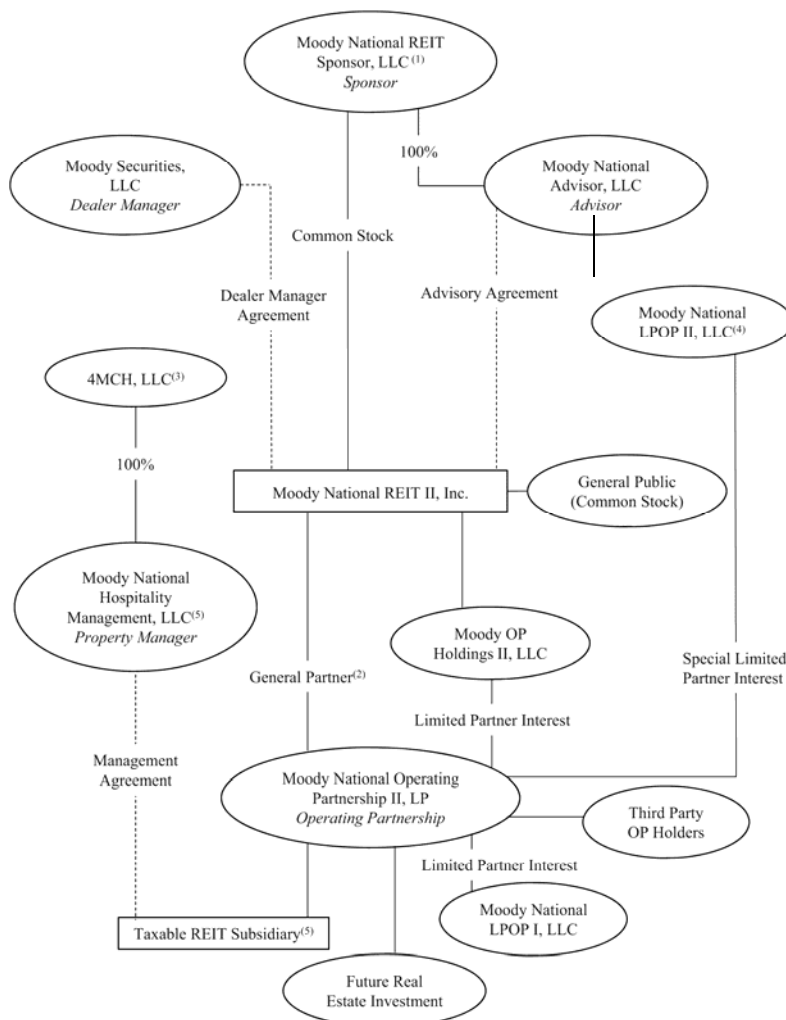 Moody National REIT
Sponsor, LLC (1)
Sponsor
100%
Moody Securities,
LLC
Dealer Manager
Moody National
Advisor, LLC
Advisor
Common Stock
Dealer Manager
Agreement
Advisory Agreement
Moody National
LPOP II, LLC(4)
4MCH, LLC(3)
100%
Moody National REIT II, Inc.
General Public
(Common Stock)
Moody National
Hospitality
Management, LLC(5)
Property Manager
Moody OP
Holdings II, LLC
General Partner(2)
Special Limited
Partner Interest
Limited Partner Interest
Management
Agreement
Moody National Operating
Partnership II, LP
Operating Partnership
Third Party
OP Holders
Limited Partner Interest
Taxable REIT Subsidiary(5)
Moody National
LPOP I, LLC
Future Real
Estate Investment